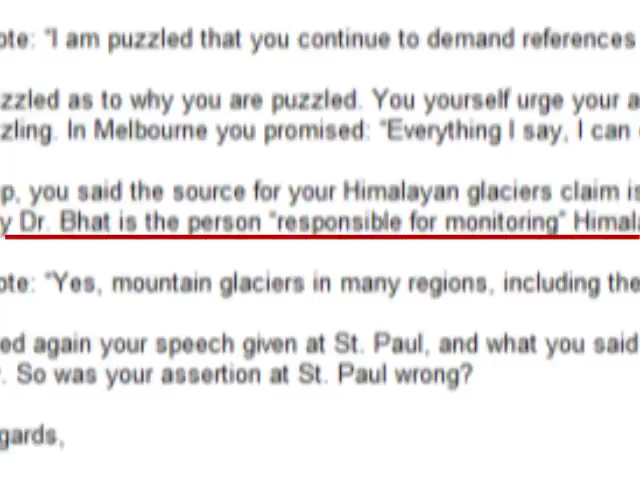 ote: "I am puzzled that you continue to demand references
zzled as to why you are puzzled. You yourself urge your a
zling. In Melbourne you promised: "Everything I say, I can
p, you said the source for your Himalayan glaciers claim is
y Dr. Bhat is the person "responsible for monitoring" Himala
ote: "Yes, mountain glaciers in many regions, including the
ed again your speech given at St. Paul, and what you said
. So was your assertion at St. Paul wrong?
gards,